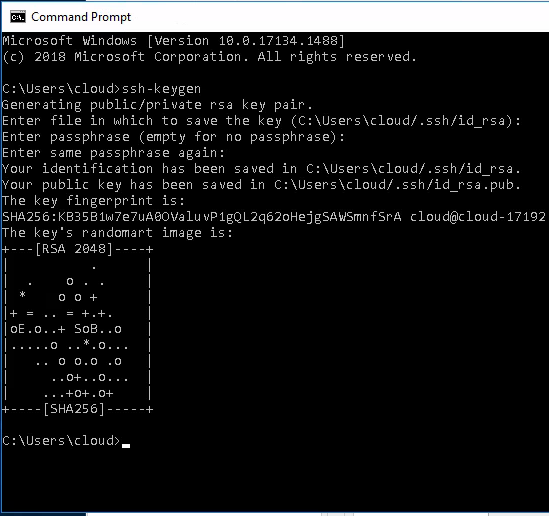 Command Prompt
Microsoft Windows [Version 10.0.17134.1488]
(c) 2018 Microsoft Corporation. All rights reserved.
C:\Users\cloud>ssh-keygen
Generating public/private rsa key pair.
Enter file in which to save the key (C:\Users\cloud/.ssh/id_rsa):
Enter passphrase (empty for no passphrase):
Enter same passphrase again:
Your identification has been saved in C:\Users\cloud/.ssh/id_rsa.
Your public key has been saved in C:\Users\cloud/.ssh/id_rsa.pub.
The key fingerprint is:
SHA256:KB35B1w7e7uA0OValuvP1gQL2q62oHejgSAWSmnfSrA cloud@cloud-17192
The key's randomart image is:
+---[RSA 2048]----+
|           .     |
|  .    o . .     |
| *    o o +      |
|+ = .. = +.+.    |
|oE.o..+ SoB..o   |
|.....o ..*.o...  |
|   .. o o.o .o   |
|     ..o+..o...  |
|    ...+o+.o+    |
+----[SHA256]-----+
C:\Users\cloud>